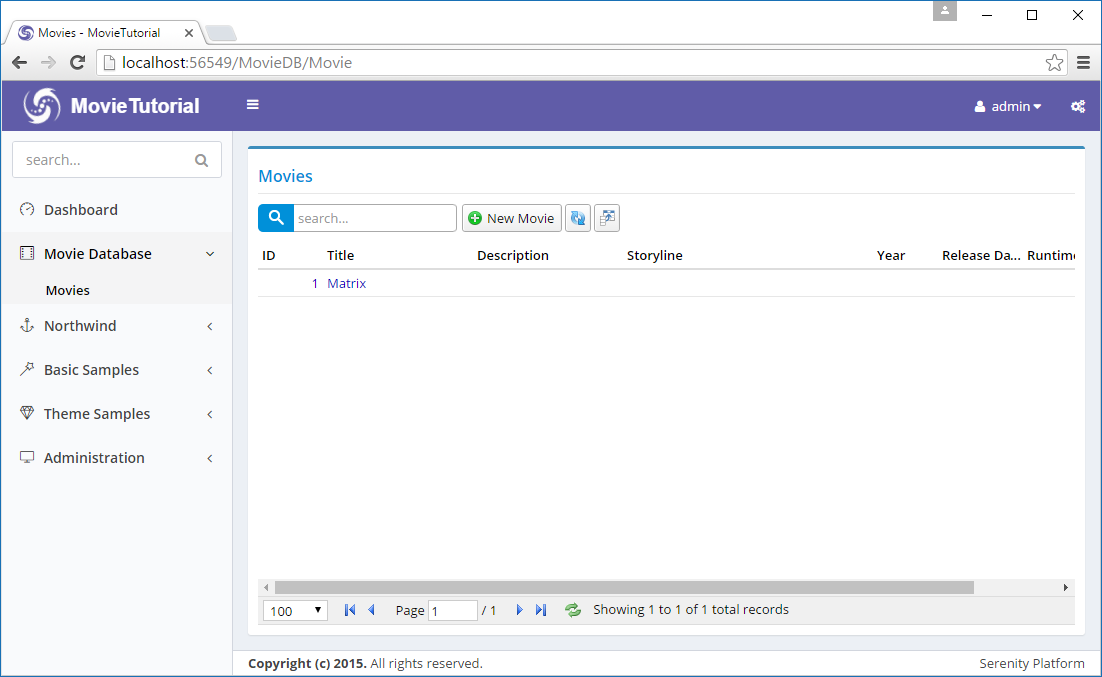 Movies - MovieTutorial
localhost:56549/MovieDB/Movie
MovieTutorial
admin
search...
Dashboard
Movie Database
Movies
Northwind
Basic Samples
Theme Samples
Administration
Movies
search... New Movie
ID Title Description Storyline Year Release Da... Runtime
1 Matrix
100 Page 1 / 1 Showing 1 to 1 of 1 total records
Copyright (c) 2015. All rights reserved. Serenity Platform